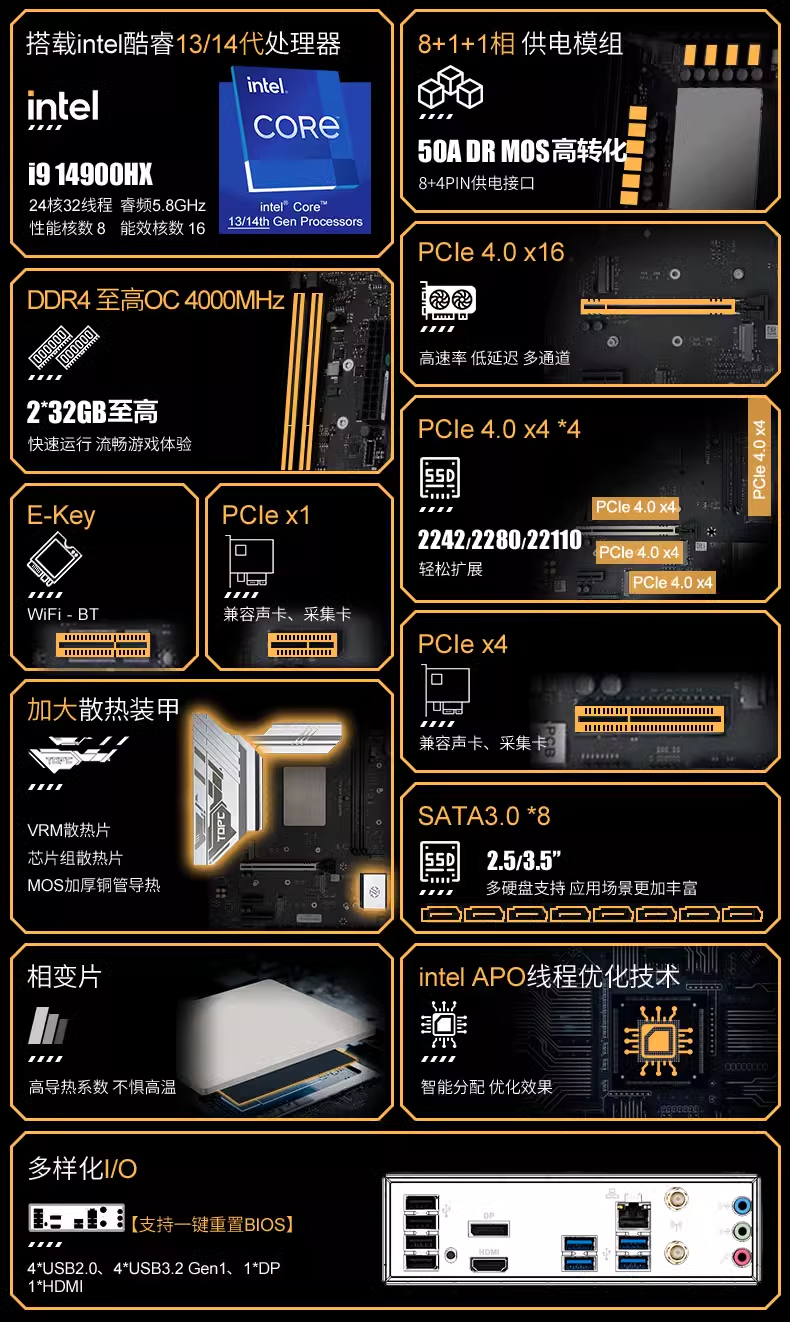 搭载intel酷睿13/14代处理器
intel
i9 14900HX
24核32线程 睿频5.8GHz
性能核数 8 能效核数 16
intel.
CORE™
intel® Core™
13/14th Gen Processors
8+1+1相 供电模组
50A DR MOS高转化
8+4PIN供电接口
PCIe 4.0 x16
高速率 低延迟 多通道
DDR4 至高OC 4000MHz
2*32GB至高
快速运行 流畅游戏体验
PCIe 4.0 x4 *4
SSD
2242/2280/22110
轻松扩展
PCIe 4.0 x4
PCIe 4.0 x4
PCIe 4.0 x4
PCIe 4.0 x4
E-Key
WiFi - BT
PCIe x1
兼容声卡、采集卡
PCIe x4
兼容声卡、采集卡
加大散热装甲
VRM散热片
芯片组散热片
MOS加厚铜管导热
TOPC
SATA3.0 *8
SSD
2.5/3.5”
多硬盘支持 应用场景更加丰富
相变片
高导热系数 不惧高温
intel APO线程优化技术
智能分配 优化效果
多样化I/O
【支持一键重置BIOS】
4*USB2.0、4*USB3.2 Gen1、1*DP
1*HDMI
DP
HDMI